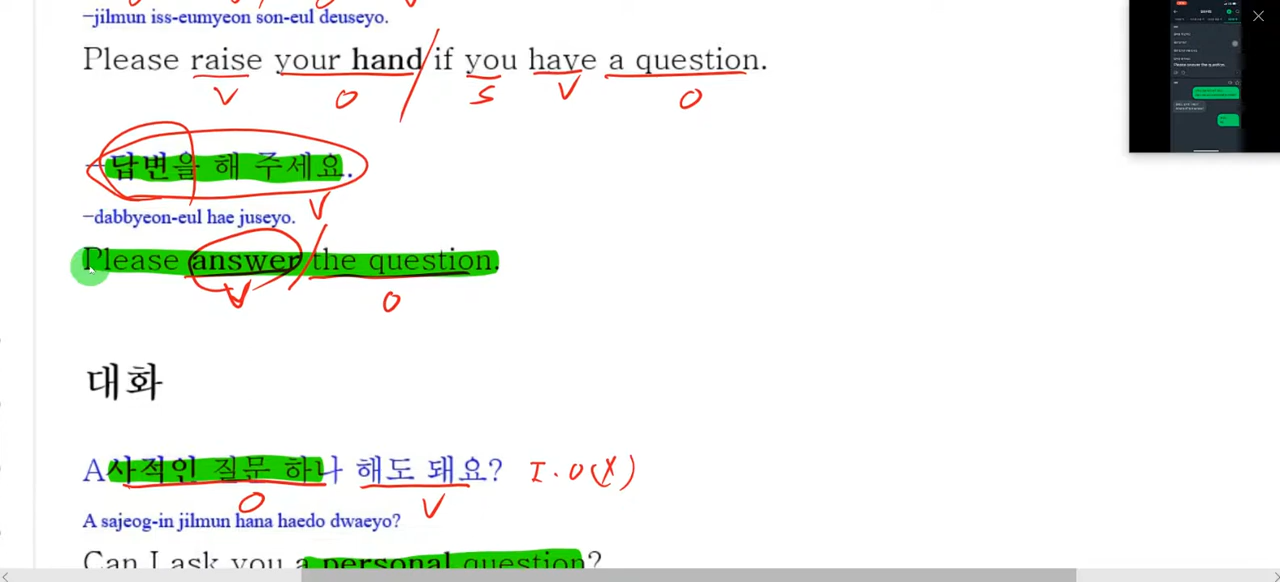 –jilmun iss-eumyeon son-eul deuseyo.
Please raise your hand if you have a question.
V O S V O
–답변을 해 주세요.
V
–dabbyeon-eul hae juseyo.
Please answer the question.
V O
대화
A사적인 질문 하나 해도 돼요? I·O(X)
O V
A sajeog-in jilmun hana haedo dwaeyo?
Can I ask you a personal question?